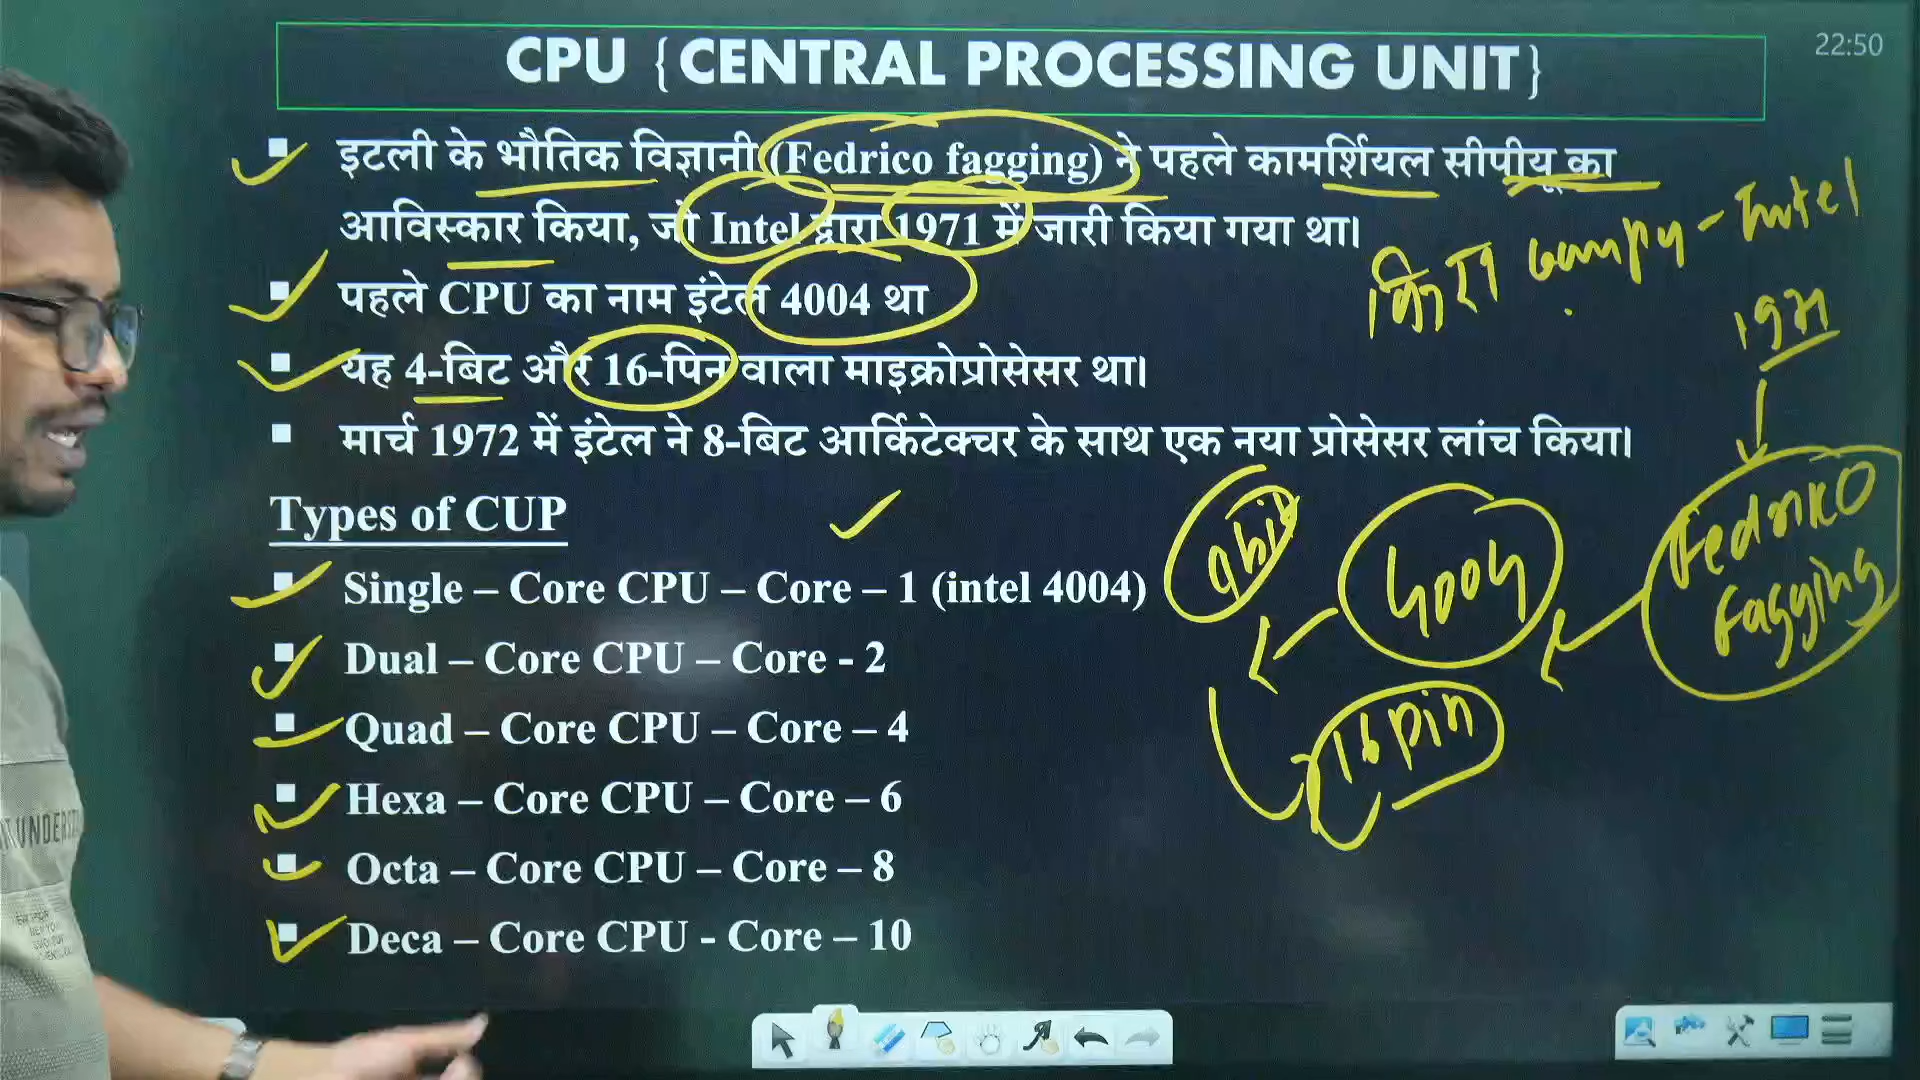 CPU {CENTRAL PROCESSING UNIT}
22:50
इटली के भौतिक विज्ञानी (Fedrico fagging) ने पहले कामर्शियल सीपीयू का
आविस्कार किया, जो Intel द्वारा 1971 में जारी किया गया था।
पहले CPU का नाम इंटेल 4004 था
यह 4-बिट और 16-पिन वाला माइक्रोप्रोसेसर था।
मार्च 1972 में इंटेल ने 8-बिट आर्किटेक्चर के साथ एक नया प्रोसेसर लांच किया।
Types of CUP
Single – Core CPU – Core – 1 (intel 4004)
Dual – Core CPU – Core - 2
Quad – Core CPU – Core – 4
Hexa – Core CPU – Core – 6
Octa – Core CPU – Core – 8
Deca – Core CPU - Core – 10
किस - Intel
1971
Fedriko
Fagging
4004
16 pin